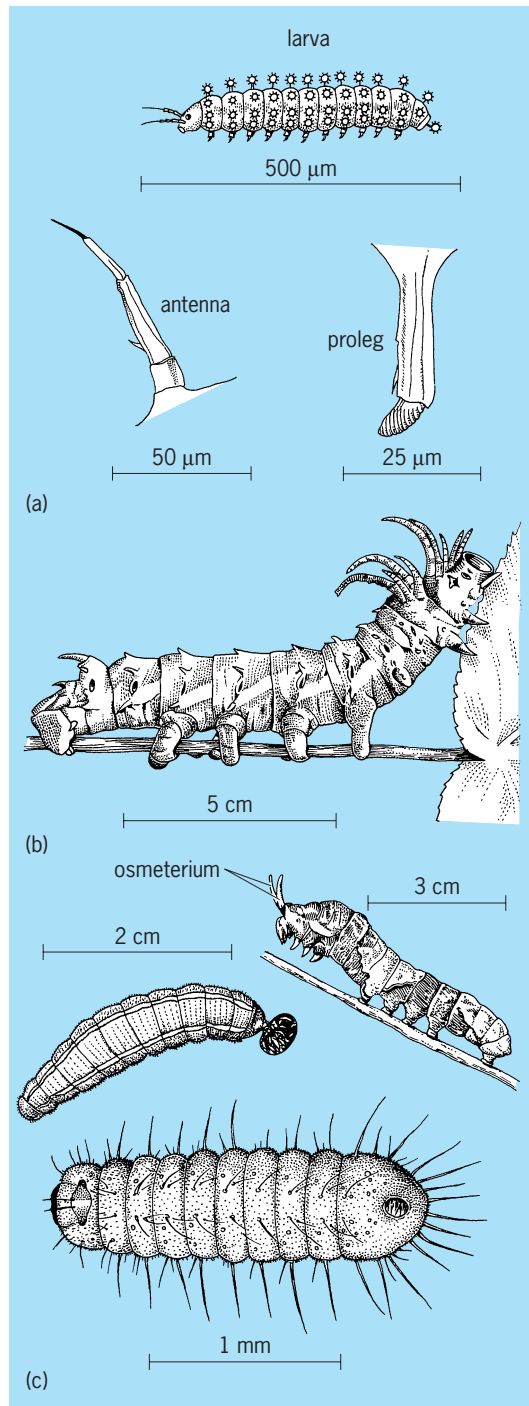 larva
500 μm
antenna
proleg
50 μm
25 μm
(a)
5 cm
(b)
osmeterium
3 cm
2 cm
1 mm
(c)